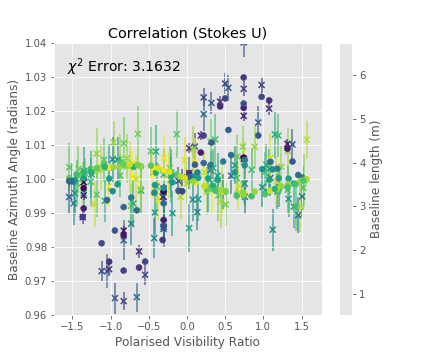 Correlation (Stokes U)
χ² Error: 3.1632
Baseline Azimuth Angle (radians)
1.04
1.03
1.02
1.01
1.00
0.99
0.98
0.97
0.96
-1.5 -1.0 -0.5 0.0 0.5 1.0 1.5
Polarised Visibility Ratio
6
5
4
3
2
1
Baseline length (m)